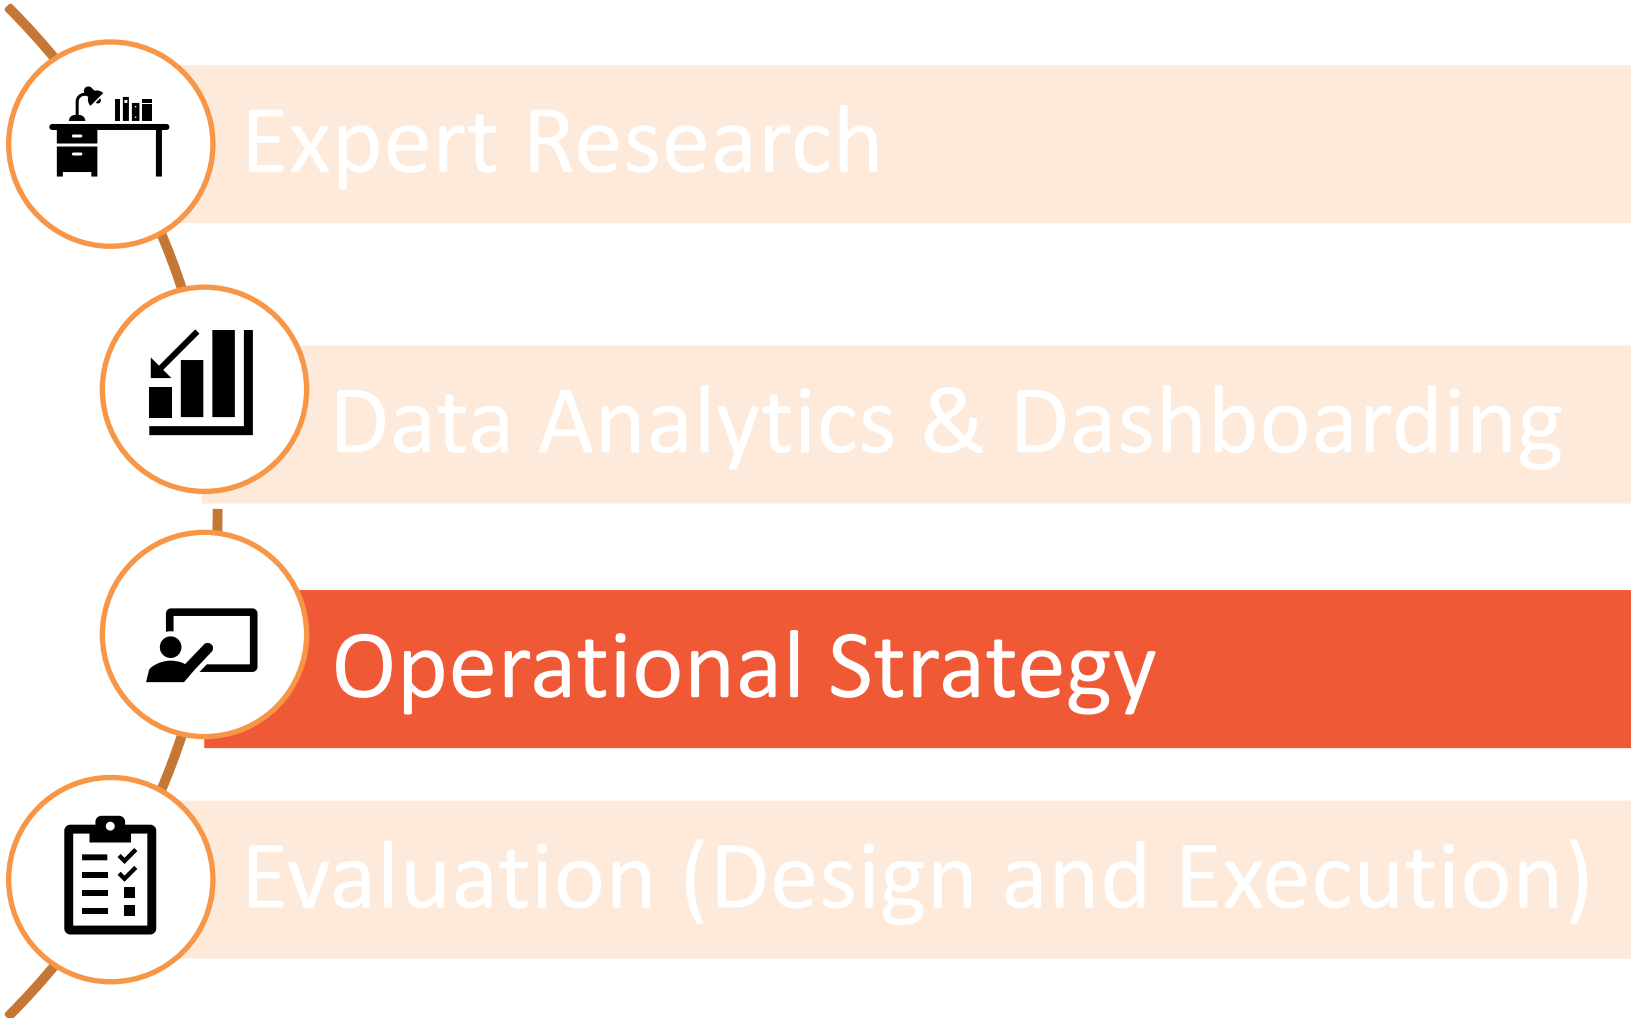 Expert Research
Data Analytics & Dashboarding
Operational Strategy
Evaluation (Design and Execution)